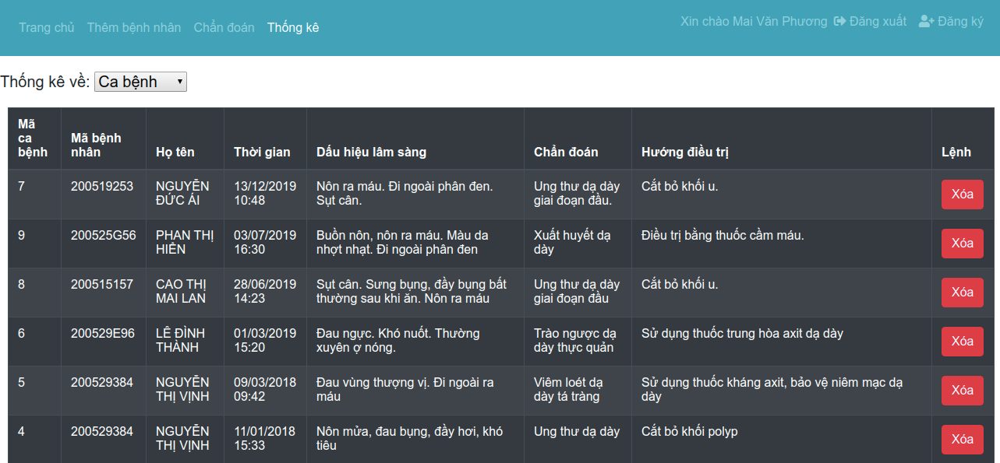 Trang chủ Thêm bệnh nhân Chẩn đoán Thống kê Xin chào Mai Văn Phương Đăng xuất Đăng ký
Thống kê về: Ca bệnh
Mã ca bệnh Mã bệnh nhân Họ tên Thời gian Dấu hiệu lâm sàng Chẩn đoán Hướng điều trị Lệnh
7 200519253 NGUYỄN ĐỨC ÁI 13/12/2019 10:48 Nôn ra máu. Đi ngoài phân đen. Sụt cân. Ung thư dạ dày giai đoạn đầu. Cắt bỏ khối u. Xóa
9 200525G56 PHAN THỊ HIỀN 03/07/2019 16:30 Buồn nôn, nôn ra máu. Màu da nhợt nhạt. Đi ngoài phân đen Xuất huyết dạ dày Điều trị bằng thuốc cầm máu. Xóa
8 200515157 CAO THỊ MAI LAN 28/06/2019 14:23 Sụt cân. Sưng bụng, đầy bụng bất thường sau khi ăn. Nôn ra máu Ung thư dạ dày giai đoạn đầu Cắt bỏ khối u. Xóa
6 200529E96 LÊ ĐÌNH THÀNH 01/03/2019 15:20 Đau ngực. Khó nuốt. Thường xuyên ợ nóng. Trào ngược dạ dày thực quản Sử dụng thuốc trung hòa axit dạ dày Xóa
5 200529384 NGUYỄN THỊ VỊNH 09/03/2018 09:42 Đau vùng thượng vị. Đi ngoài ra máu Viêm loét dạ dày tá tràng Sử dụng thuốc kháng axit, bảo vệ niêm mạc dạ dày Xóa
4 200529384 NGUYỄN THỊ VỊNH 11/01/2018 15:33 Nôn mửa, đau bụng, đầy hơi, khó tiêu Ung thư dạ dày Cắt bỏ khối polyp Xóa